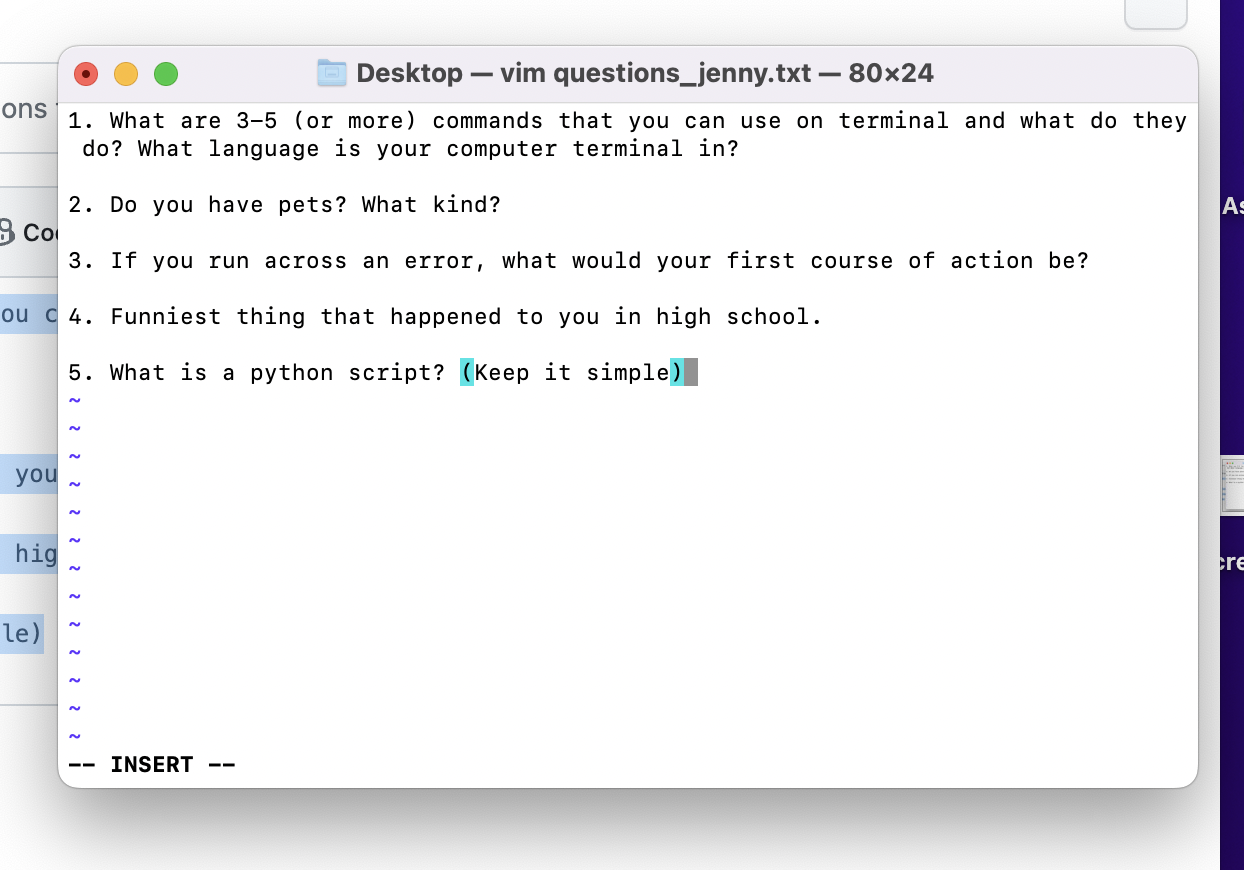 Desktop — vim questions_jenny.txt — 80×24
ons
1. What are 3-5 (or more) commands that you can use on terminal and what do they
do? What language is your computer terminal in?
2. Do you have pets? What kind?
3. If you run across an error, what would your first course of action be?
ou c
4. Funniest thing that happened to you in high school.
5. What is a python script? (Keep it simple)
~
~
~
you
~
~
~
hig
~
~
~
le)
~
~
~
~
-- INSERT --